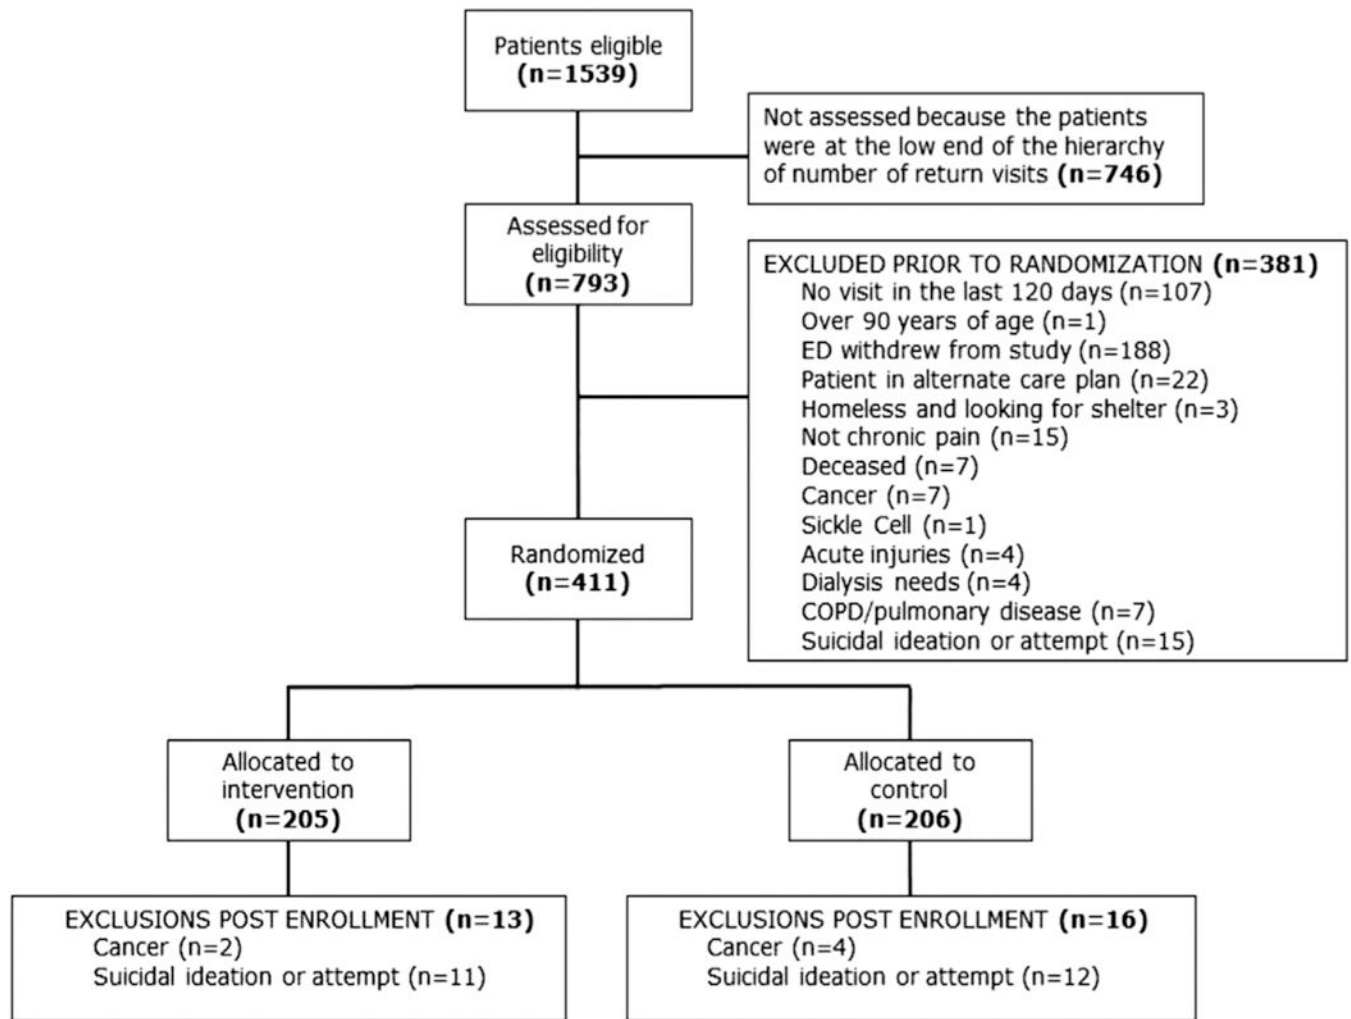 Patients eligible
(n=1539)
Not assessed because the patients
were at the low end of the hierarchy
of number of return visits (n=746)
Assessed for
eligibility
(n=793)
EXCLUDED PRIOR TO RANDOMIZATION (n=381)
No visit in the last 120 days (n=107)
Over 90 years of age (n=1)
ED withdrew from study (n=188)
Patient in alternate care plan (n=22)
Homeless and looking for shelter (n=3)
Not chronic pain (n=15)
Deceased (n=7)
Cancer (n=7)
Sickle Cell (n=1)
Acute injuries (n=4)
Dialysis needs (n=4)
COPD/pulmonary disease (n=7)
Suicidal ideation or attempt (n=15)
Randomized
(n=411)
Allocated to
intervention
(n=205)
Allocated to
control
(n=206)
EXCLUSIONS POST ENROLLMENT (n=13)
Cancer (n=2)
Suicidal ideation or attempt (n=11)
EXCLUSIONS POST ENROLLMENT (n=16)
Cancer (n=4)
Suicidal ideation or attempt (n=12)